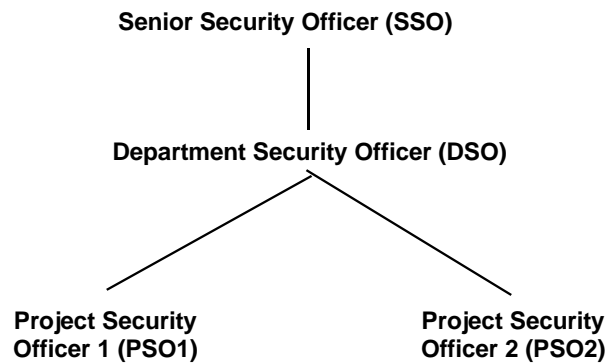 Senior Security Officer (SSO)
Department Security Officer (DSO)
Project Security
Officer 1 (PSO1)
Project Security
Officer 2 (PSO2)